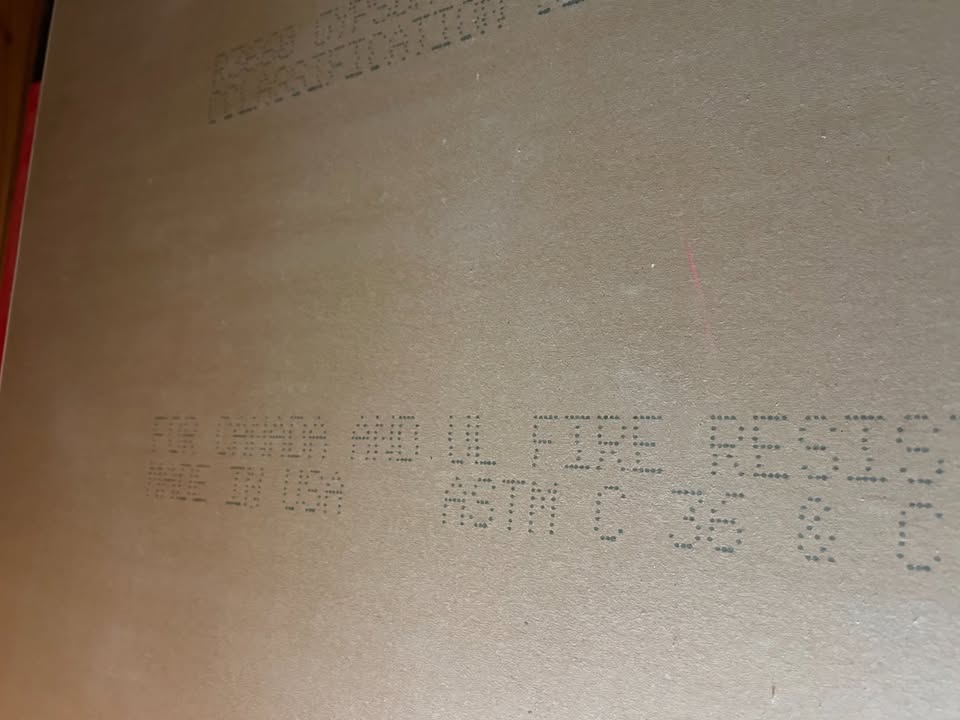 CLASSIFICATION
FOR CANADA AND UL FIRE RESIS
MADE IN USA ASTM C 36 & C